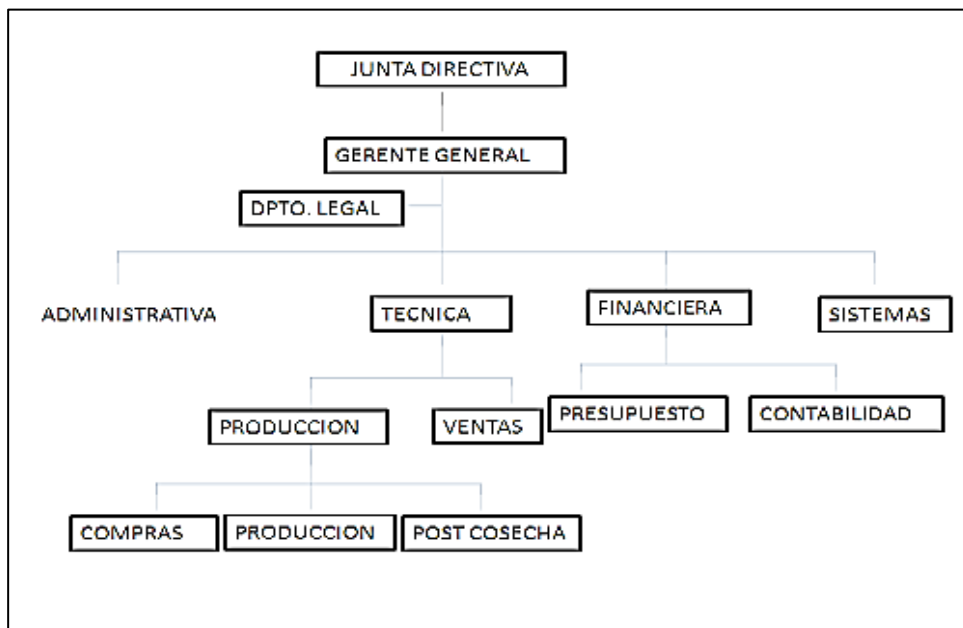 JUNTA DIRECTIVA
GERENTE GENERAL
DPTO. LEGAL
ADMINISTRATIVA
TECNICA
FINANCIERA
SISTEMAS
PRODUCCION
VENTAS
PRESUPUESTO
CONTABILIDAD
COMPRAS
PRODUCCION
POST COSECHA